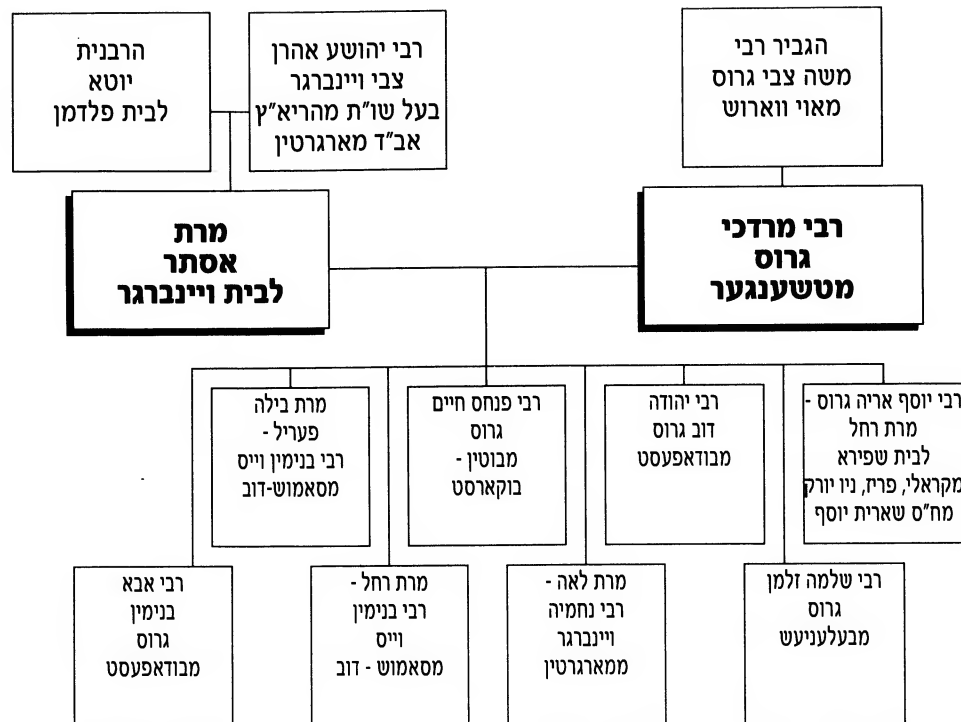 הגביר רבי
משה צבי גרוס
מאוי ווארוש
רבי יהושע אהרן
צבי ויינברגר
בעל שו"ת מהריא"ץ
אב"ד מארגרטין
הרבנית
יוטא
לבית פלדמן
רבי מרדכי
גרוס
מטשענגער
מרת
אסתר
לבית ויינברגר
רבי יוסף אריה גרוס -
מרת רחל
לבית שפירא
מקראלי, פריז, ניו יורק
מח"ס שארית יוסף
רבי יהודה
דוב גרוס
מבודאפעסט
רבי פנחס חיים
גרוס
מבוטין -
בוקארסט
מרת בילה
פעריל -
רבי בנימין וייס
מסאמוש-דוב
רבי שלמה זלמן
גרוס
מבעלעניעש
מרת לאה -
רבי נחמיה
ויינברגר
ממארגרטין
מרת רחל -
רבי בנימין
וייס
מסאמוש - דוב
רבי אבא
בנימין
גרוס
מבודאפעסט